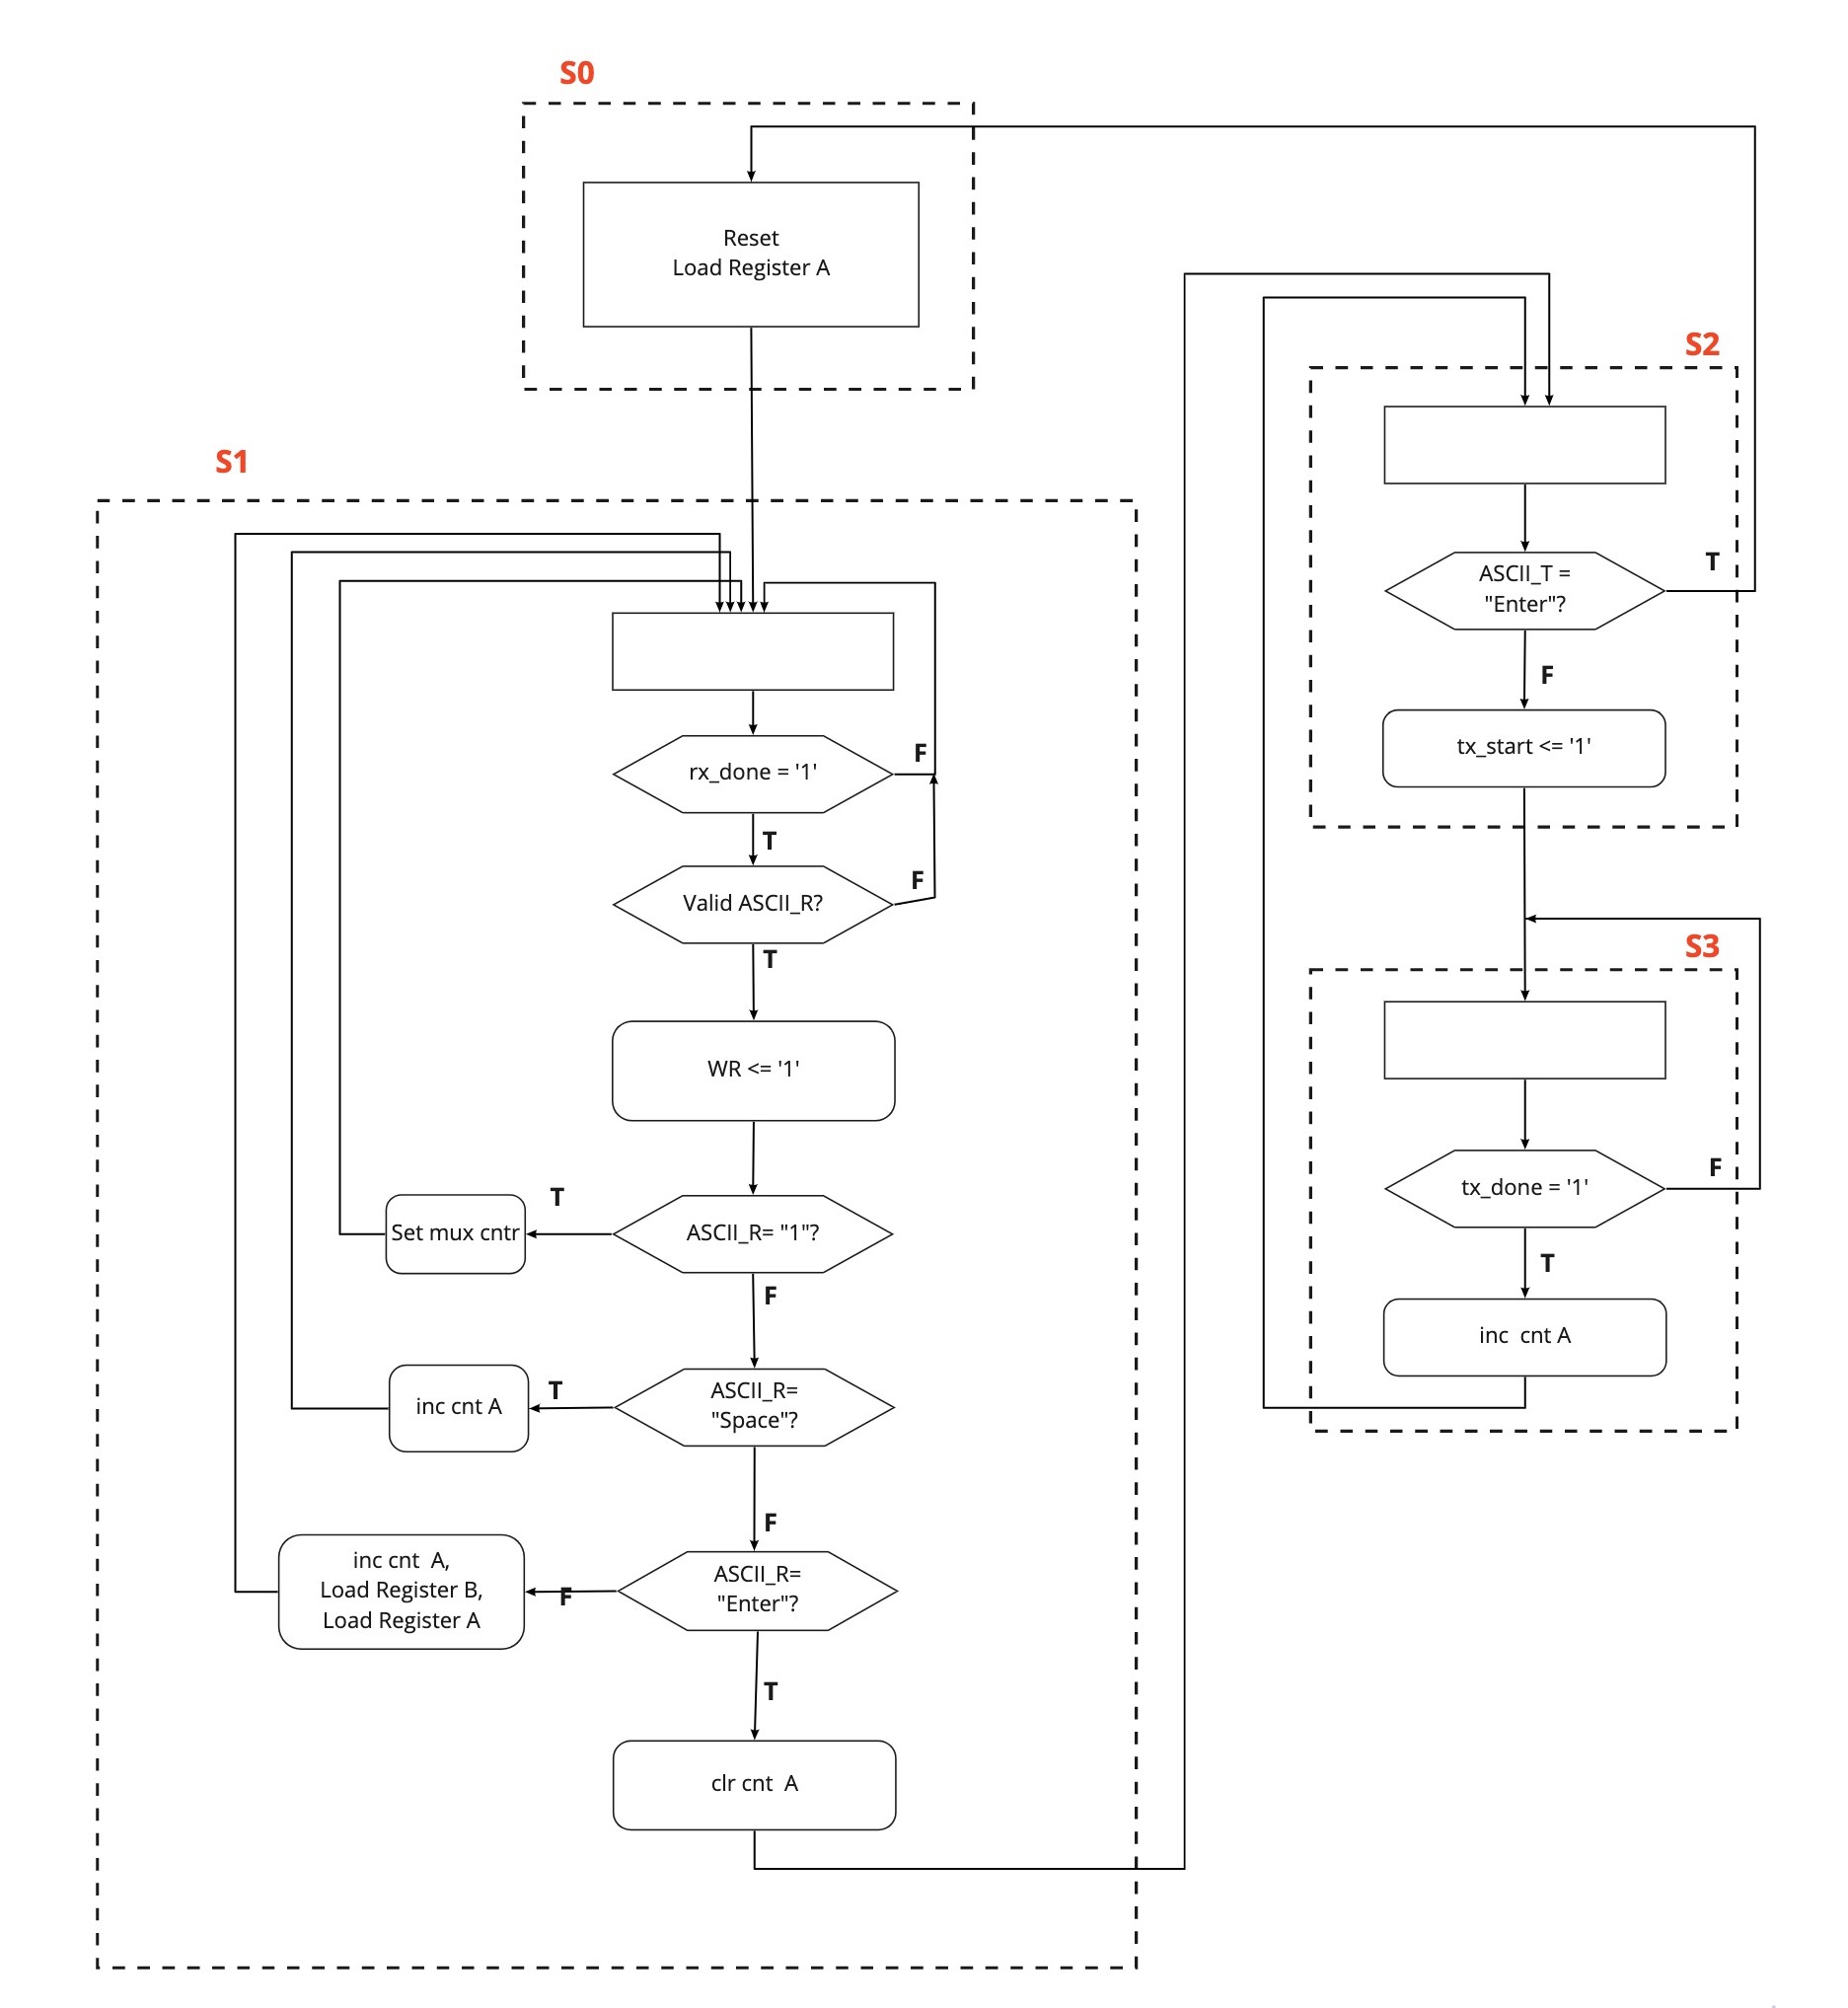 S0
Reset
Load Register A
S1
rx_done = '1'
F
T
Valid ASCII_R?
F
T
WR <= '1'
ASCII_R= "1"?
T
Set mux cntr
F
ASCII_R=
"Space"?
T
inc cnt A
F
ASCII_R=
"Enter"?
F
inc cnt  A,
Load Register B,
Load Register A
T
clr cnt  A
S2
ASCII_T =
"Enter"?
T
F
tx_start <= '1'
S3
tx_done = '1'
F
T
inc  cnt A